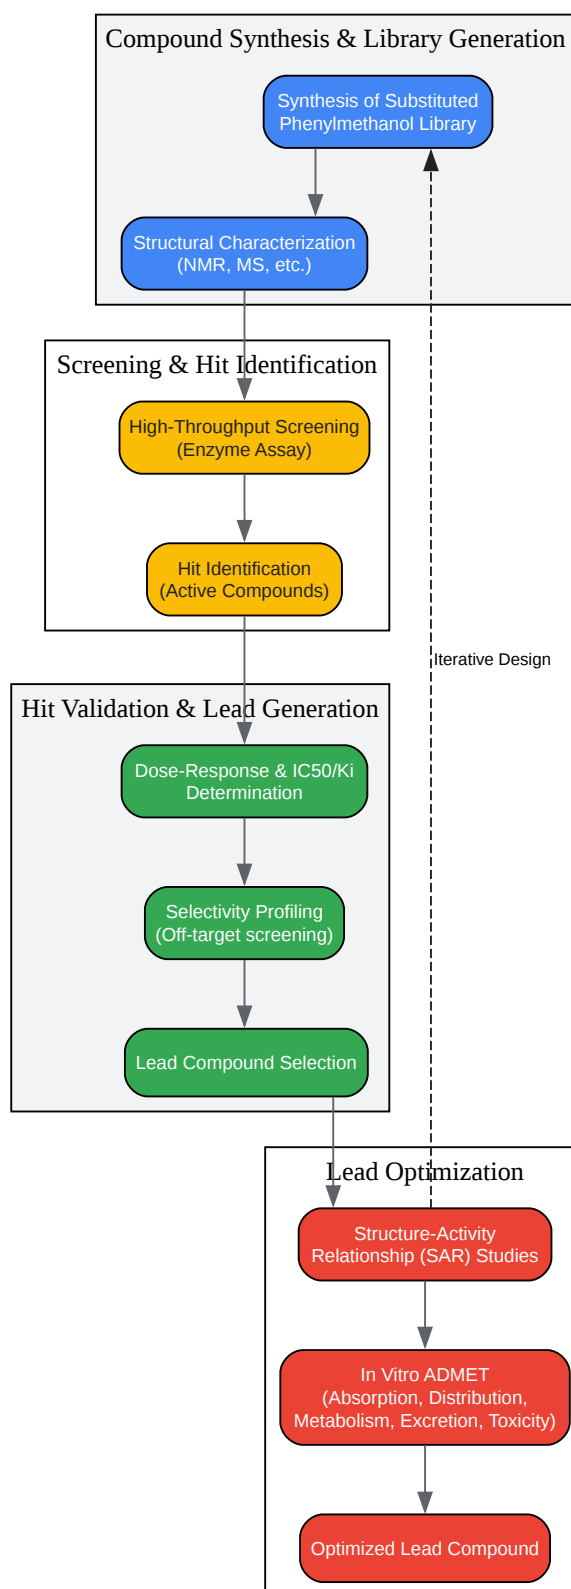 Compound Synthesis & Library Generation
Synthesis of Substituted
Phenylmethanol Library
Structural Characterization
(NMR, MS, etc.)
Screening & Hit Identification
High-Throughput Screening
(Enzyme Assay)
Hit Identification
(Active Compounds)
Iterative Design
Hit Validation & Lead Generation
Dose-Response & IC50/Ki
Determination
Selectivity Profiling
(Off-target screening)
Lead Compound Selection
Lead Optimization
Structure-Activity
Relationship (SAR) Studies
In Vitro ADMET
(Absorption, Distribution,
Metabolism, Excretion, Toxicity)
Optimized Lead Compound